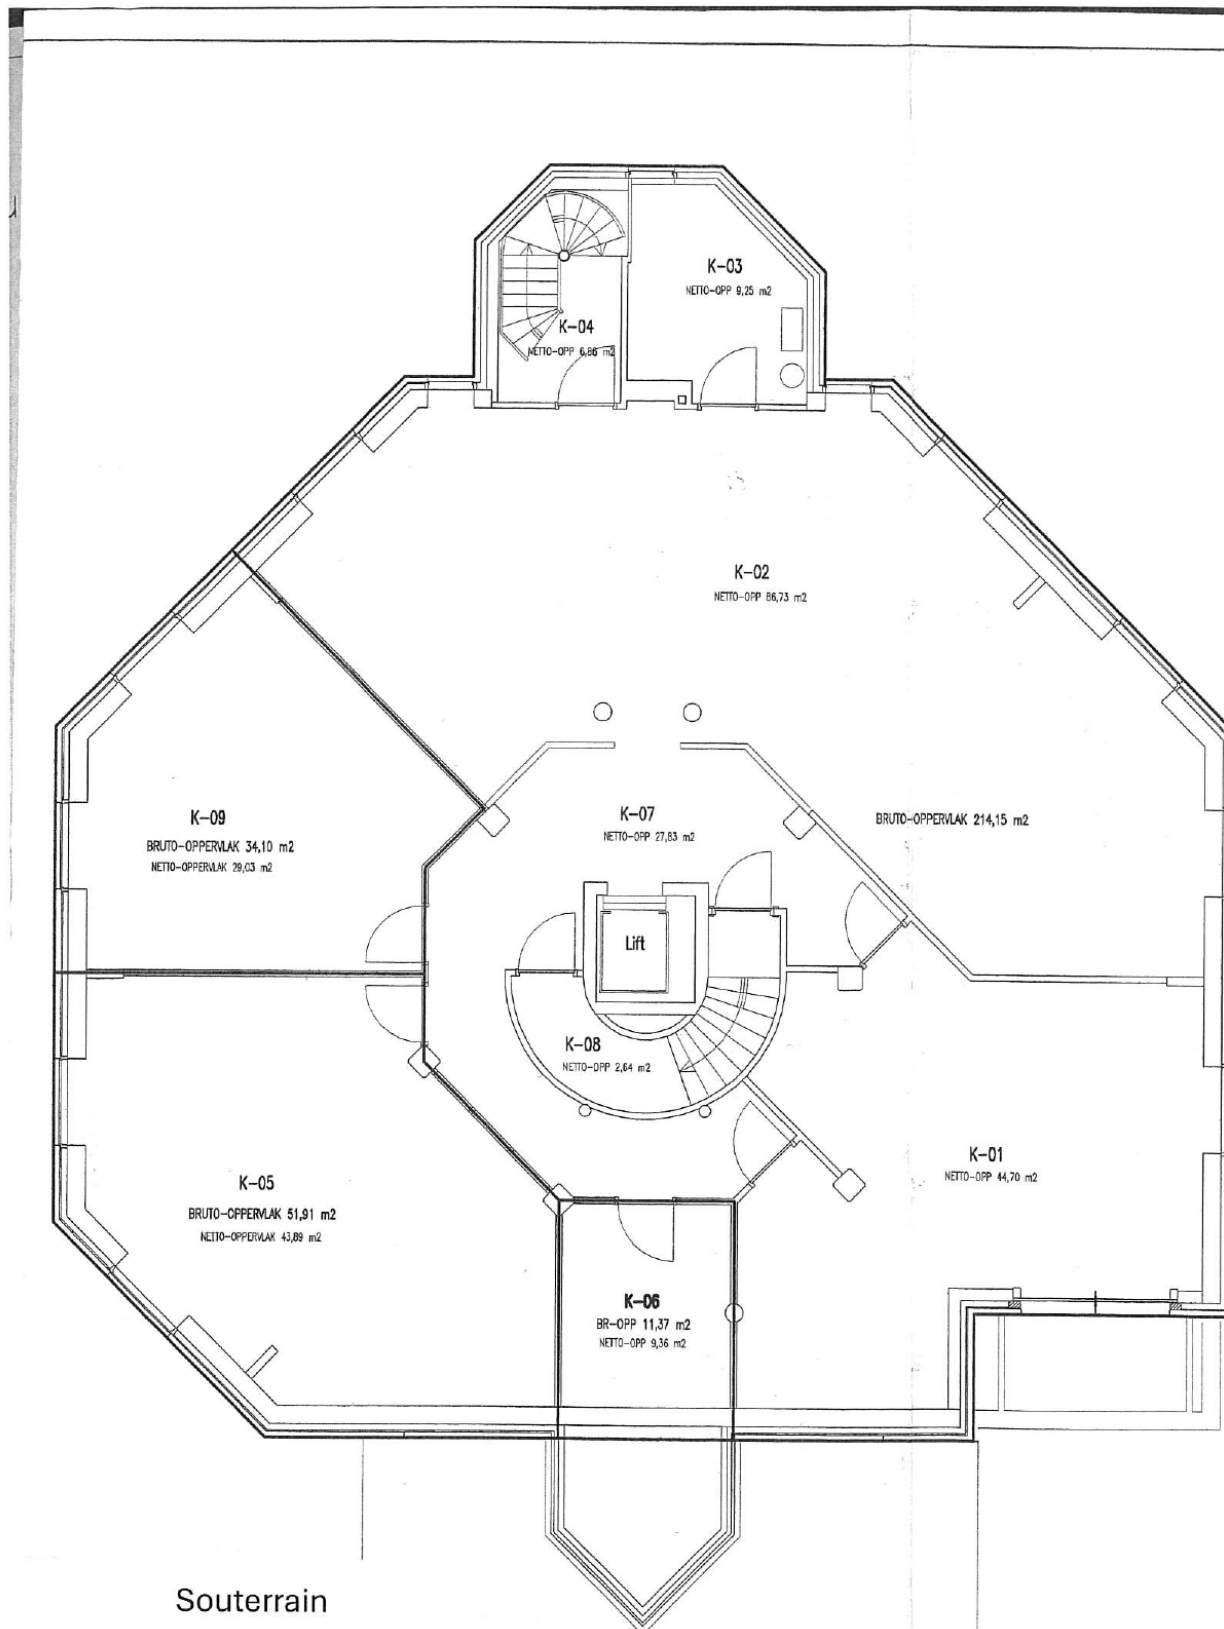 K-03
NETTO-OPP 9,25 m2
K-04
NETTO-OPP 6,86 m2
K-02
NETTO-OPP 86,73 m2
K-09
BRUTO-OPPERVLAK 34,10 m2
NETTO-OPPERVLAK 29,03 m2
K-07
NETTO-OPP 27,83 m2
BRUTO-OPPERVLAK 214,15 m2
Lift
K-08
NETTO-OPP 2,64 m2
K-01
NETTO-OPP 44,70 m2
K-05
BRUTO-OPPERVLAK 51,91 m2
NETTO-OPPERVLAK 43,89 m2
K-06
BR-OPP 11,37 m2
NETTO-OPP 9,36 m2
Souterrain